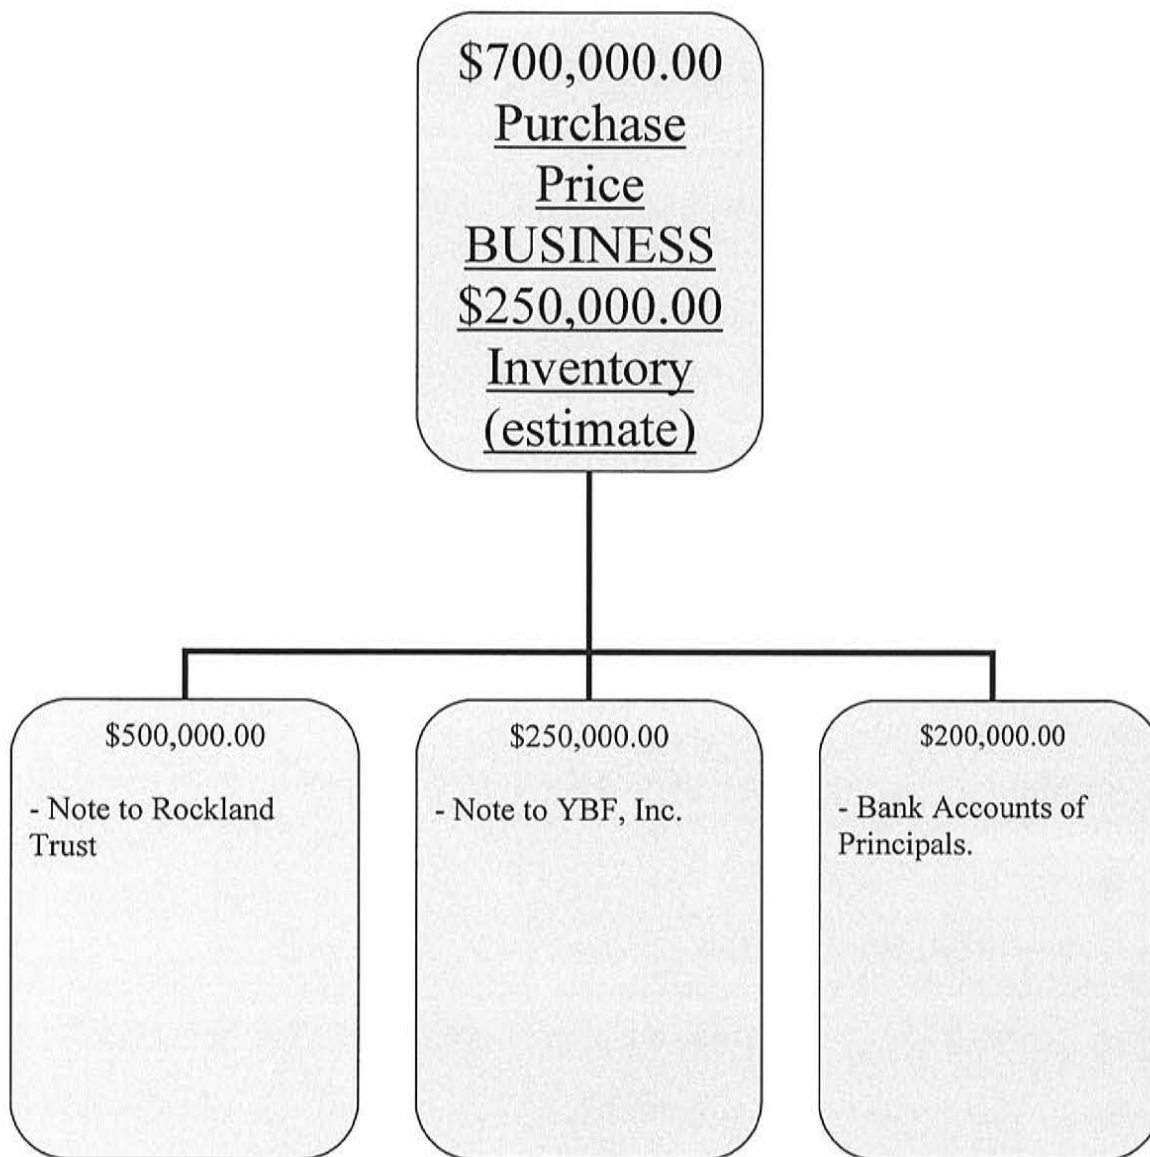 $700,000.00
Purchase
Price
BUSINESS
$250,000.00
Inventory
(estimate)
$500,000.00
- Note to Rockland
Trust
$250,000.00
- Note to YBF, Inc.
$200,000.00
- Bank Accounts of
Principals.